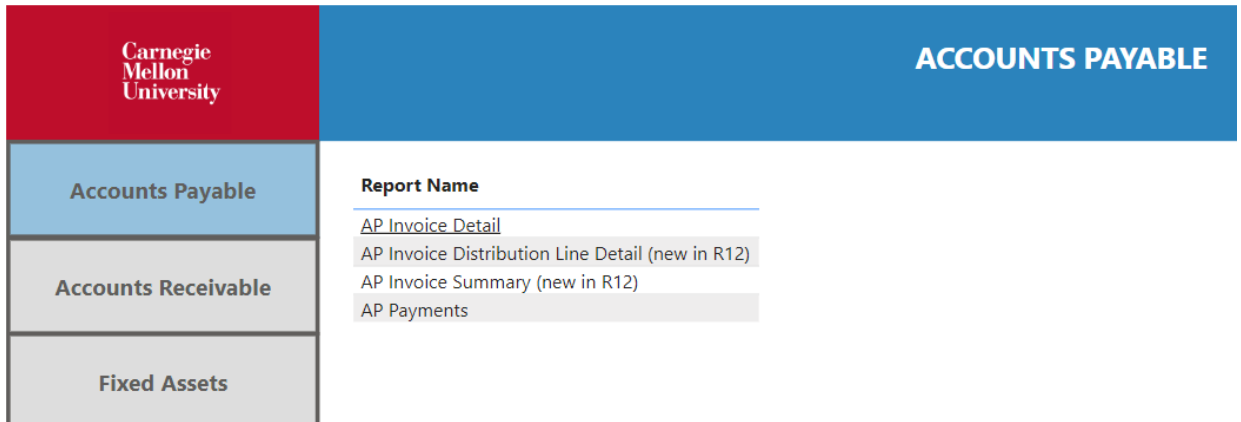 Carnegie
Mellon
University
ACCOUNTS PAYABLE
Accounts Payable
Accounts Receivable
Fixed Assets
Report Name
AP Invoice Detail
AP Invoice Distribution Line Detail (new in R12)
AP Invoice Summary (new in R12)
AP Payments